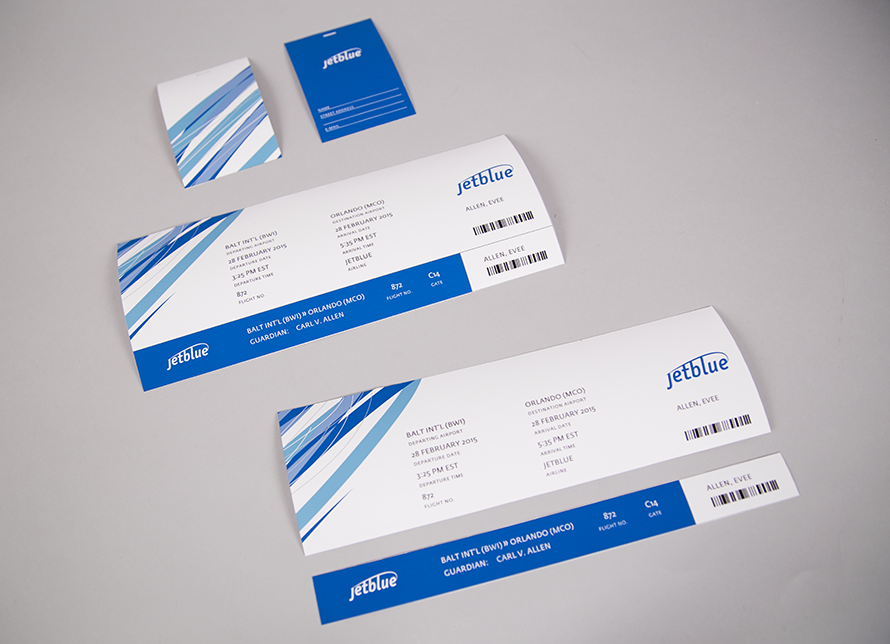 jetblue
NAME
STREET ADDRESS
E-MAIL
jetblue
ALLEN, EVEE
BALT INT'L (BWI)
DEPARTING AIRPORT
28 FEBRUARY 2015
DEPARTURE DATE
3:25 PM EST
DEPARTURE TIME
872
FLIGHT NO.
ORLANDO (MCO)
DESTINATION AIRPORT
28 FEBRUARY 2015
ARRIVAL DATE
5:35 PM EST
ARRIVAL TIME
JETBLUE
AIRLINE
jetblue
BALT INT'L (BWI) » ORLANDO (MCO)
GUARDIAN: CARL V. ALLEN
872
FLIGHT NO.
C14
GATE
ALLEN, EVEE
jetblue
ALLEN, EVEE
BALT INT'L (BWI)
DEPARTING AIRPORT
28 FEBRUARY 2015
DEPARTURE DATE
3:25 PM EST
DEPARTURE TIME
872
FLIGHT NO.
ORLANDO (MCO)
DESTINATION AIRPORT
28 FEBRUARY 2015
ARRIVAL DATE
5:35 PM EST
ARRIVAL TIME
JETBLUE
AIRLINE
jetblue
BALT INT'L (BWI) » ORLANDO (MCO)
GUARDIAN: CARL V. ALLEN
872
FLIGHT NO.
C14
GATE
ALLEN, EVEE